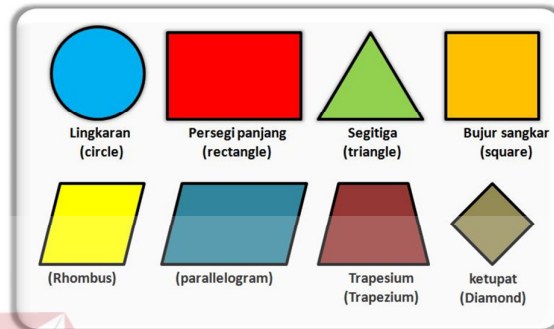 Lingkaran
(circle)
Persegi panjang
(rectangle)
Segitiga
(triangle)
Bujur sangkar
(square)
(Rhombus)
(parallelogram)
Trapesium
(Trapezium)
ketupat
(Diamond)